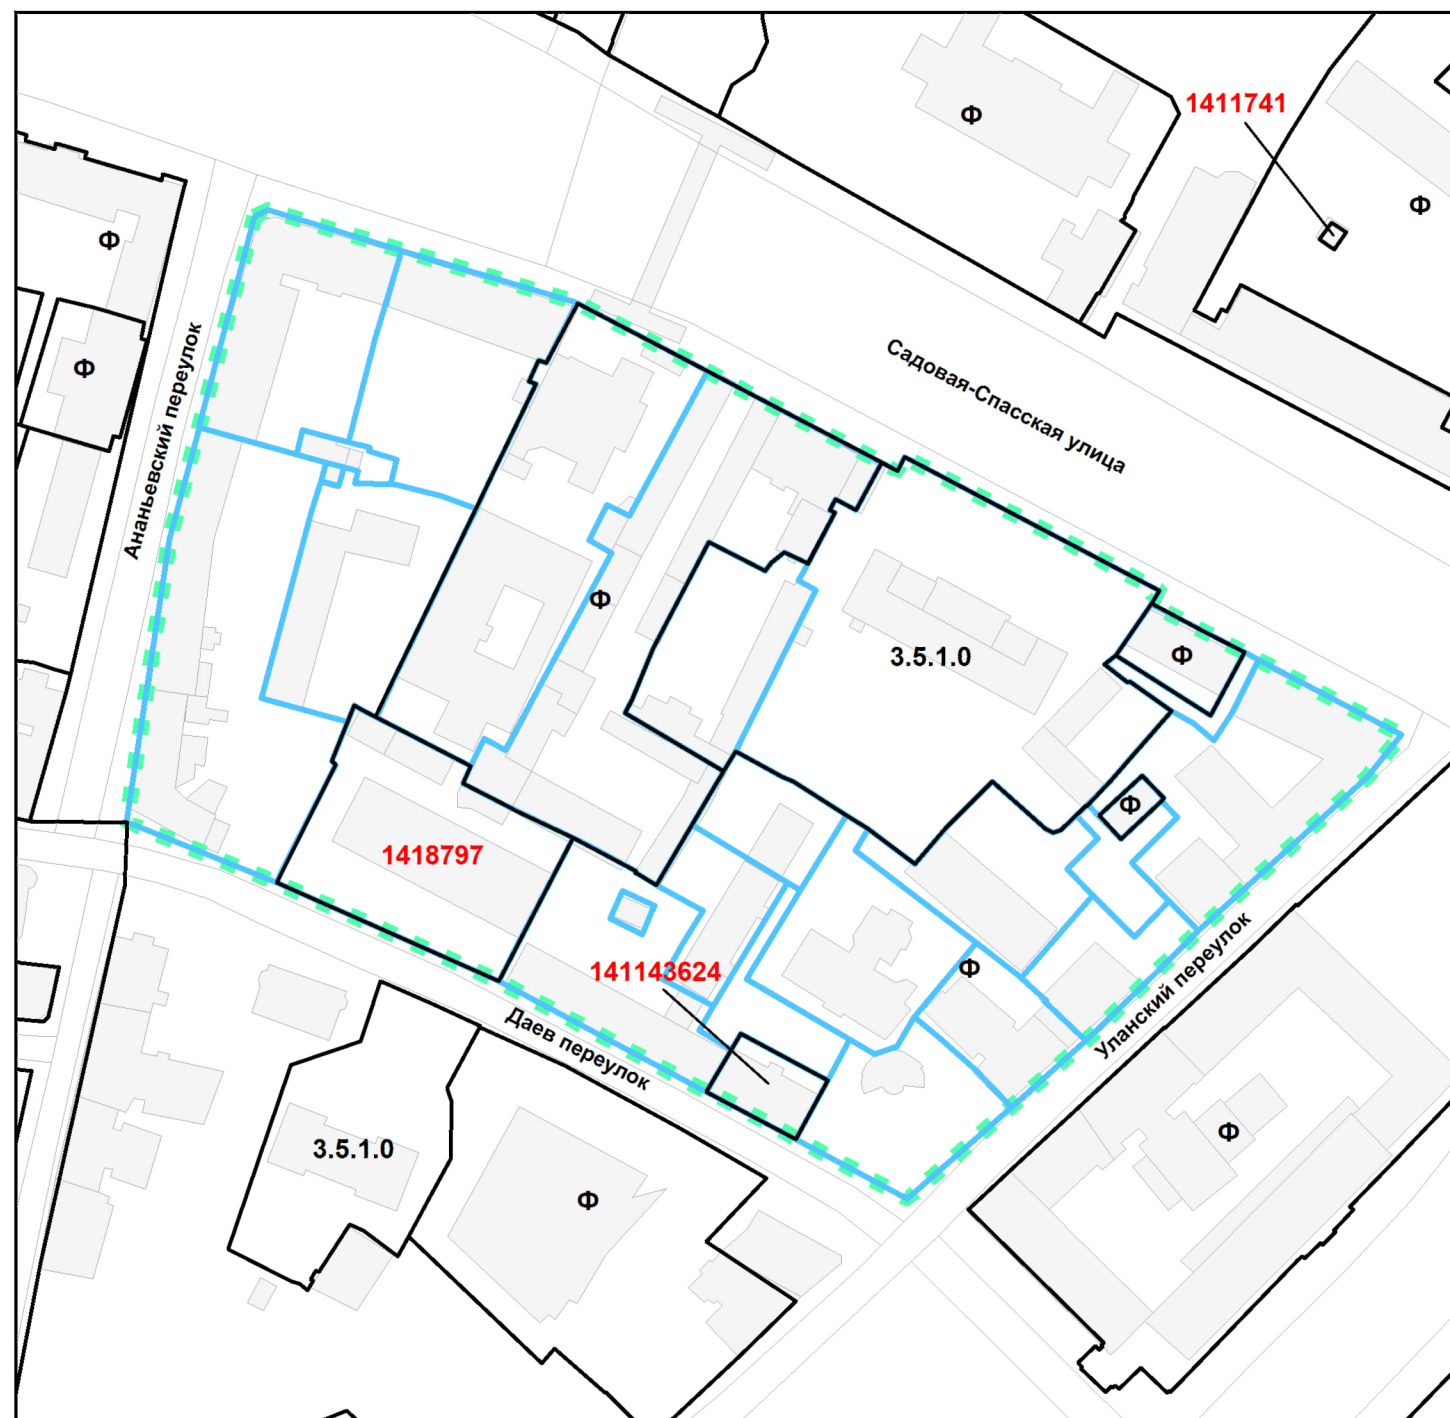 1411741
Ф
Ф
Ф
Садовая-Спасская улица
Ананьевский переулок
Ф
Ф
3.5.1.0
Ф
Ф
1418797
141143624
Ф
Уланский переулок
Даев переулок
3.5.1.0
Ф
Ф